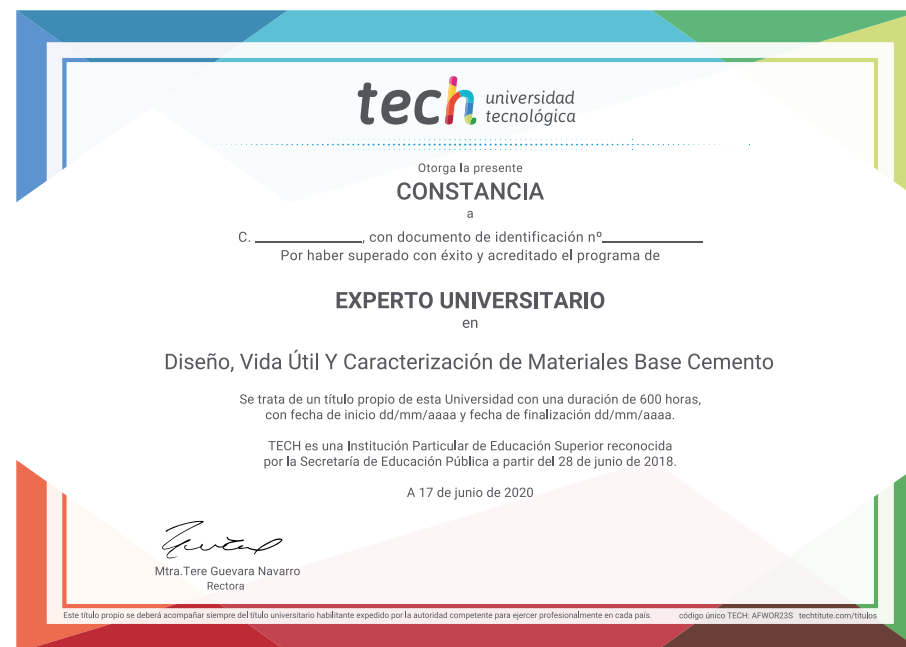 tech universidad
tecnológica
Otorga la presente
CONSTANCIA
a
C. ____________, con documento de identificación nº____________
Por haber superado con éxito y acreditado el programa de
EXPERTO UNIVERSITARIO
en
Diseño, Vida Útil Y Caracterización de Materiales Base Cemento
Se trata de un título propio de esta Universidad con una duración de 600 horas,
con fecha de inicio dd/mm/aaaa y fecha de finalización dd/mm/aaaa.
TECH es una Institución Particular de Educación Superior reconocida
por la Secretaría de Educación Pública a partir del 28 de junio de 2018.
A 17 de junio de 2020
Mtra.Tere Guevara Navarro
Rectora
Este título propio se deberá acompañar siempre del título universitario habilitante expedido por la autoridad competente para ejercer profesionalmente en cada país. código único TECH: AFWOR23S techtitute.com/titulos